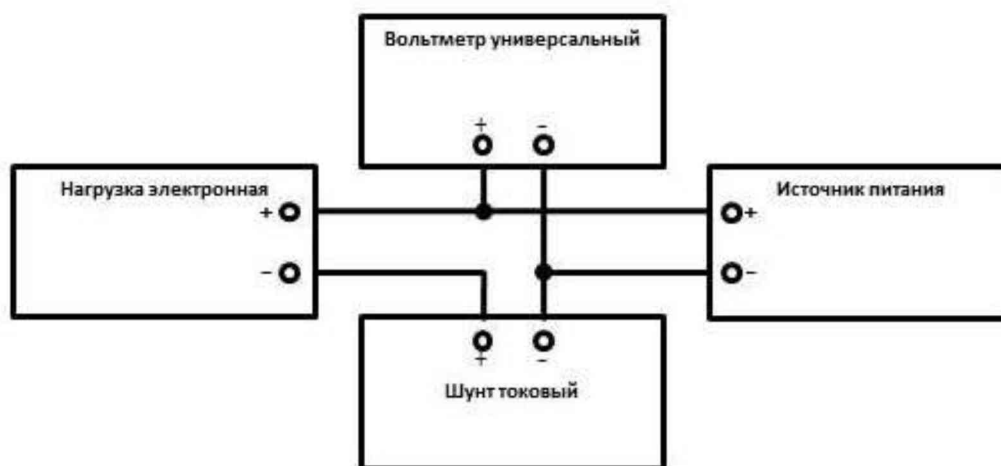 Вольтметр универсальный
+ −
Нагрузка электронная
+
−
Источник питания
+
−
+ −
Шунт токовый